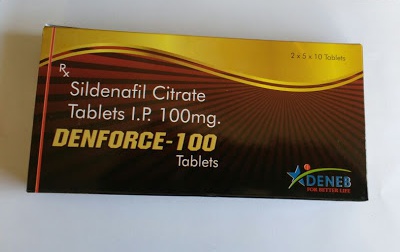 2 x 5 x 10 Tablets
Rx
Sildenafil Citrate
Tablets I.P. 100mg.
DENFORCE-100
Tablets
DENEB
FOR BETTER LIFE